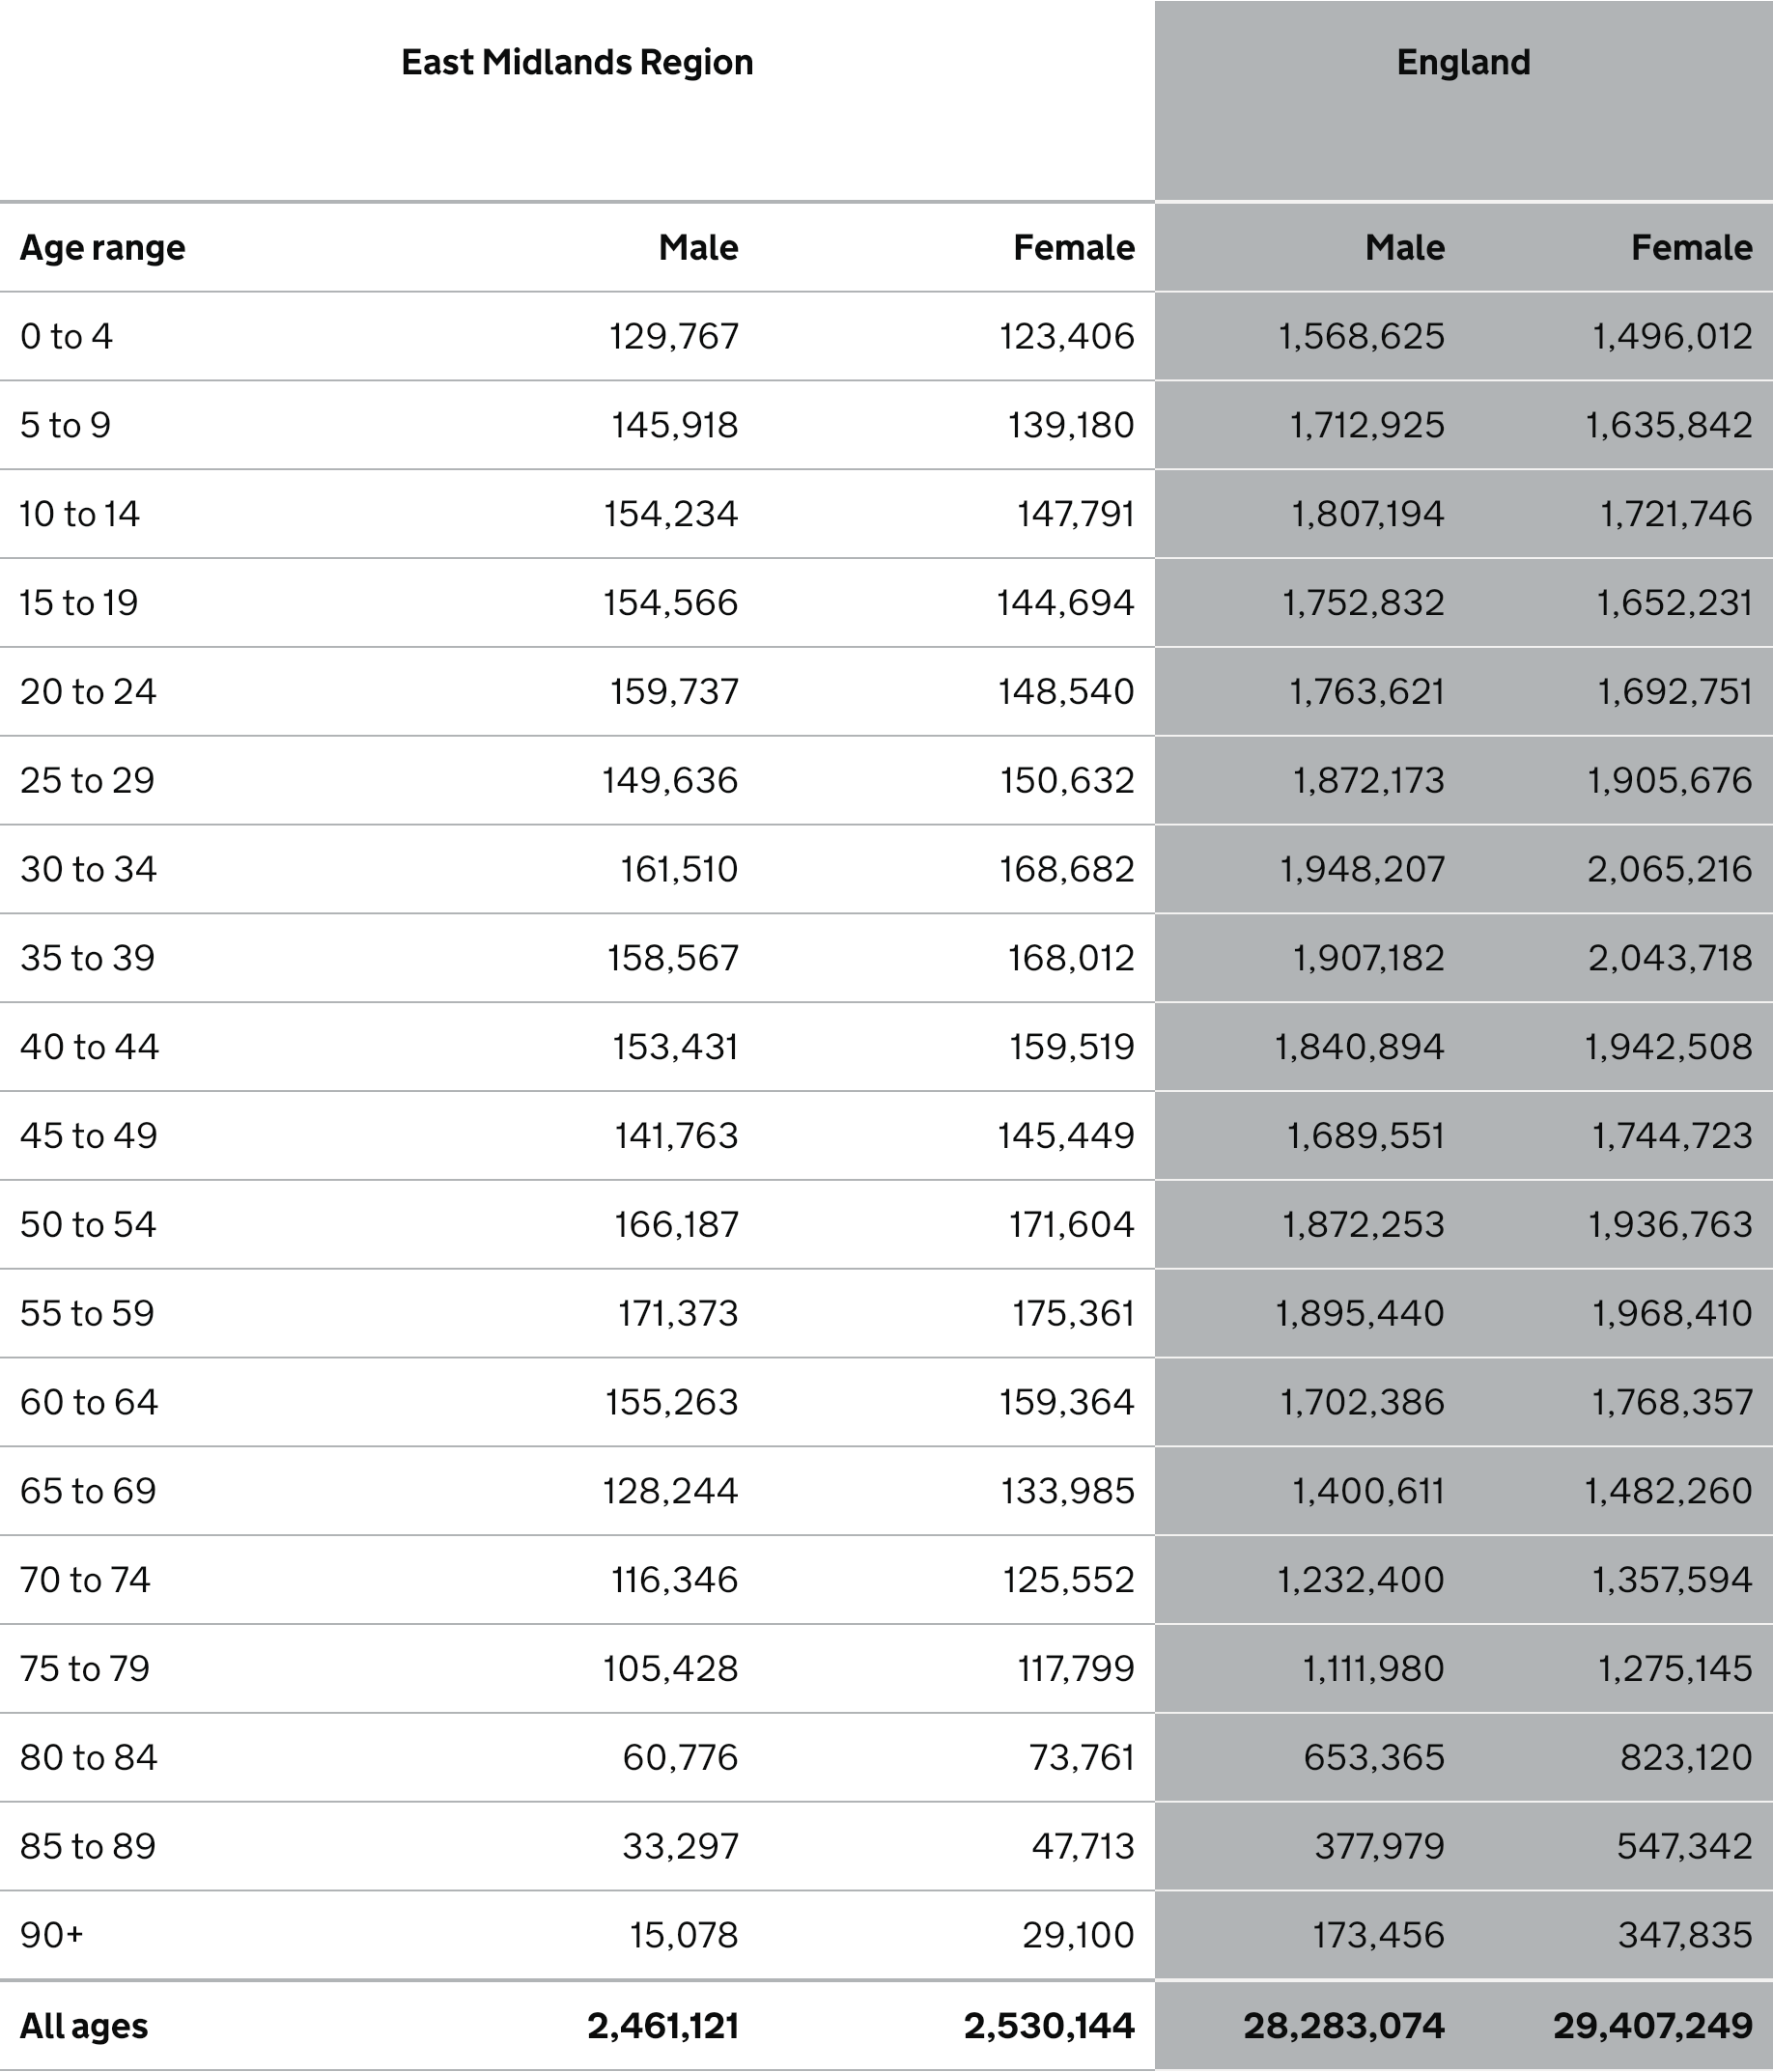 East Midlands Region England
Age range Male Female Male Female
0 to 4 129,767 123,406 1,568,625 1,496,012
5 to 9 145,918 139,180 1,712,925 1,635,842
10 to 14 154,234 147,791 1,807,194 1,721,746
15 to 19 154,566 144,694 1,752,832 1,652,231
20 to 24 159,737 148,540 1,763,621 1,692,751
25 to 29 149,636 150,632 1,872,173 1,905,676
30 to 34 161,510 168,682 1,948,207 2,065,216
35 to 39 158,567 168,012 1,907,182 2,043,718
40 to 44 153,431 159,519 1,840,894 1,942,508
45 to 49 141,763 145,449 1,689,551 1,744,723
50 to 54 166,187 171,604 1,872,253 1,936,763
55 to 59 171,373 175,361 1,895,440 1,968,410
60 to 64 155,263 159,364 1,702,386 1,768,357
65 to 69 128,244 133,985 1,400,611 1,482,260
70 to 74 116,346 125,552 1,232,400 1,357,594
75 to 79 105,428 117,799 1,111,980 1,275,145
80 to 84 60,776 73,761 653,365 823,120
85 to 89 33,297 47,713 377,979 547,342
90+ 15,078 29,100 173,456 347,835
All ages 2,461,121 2,530,144 28,283,074 29,407,249